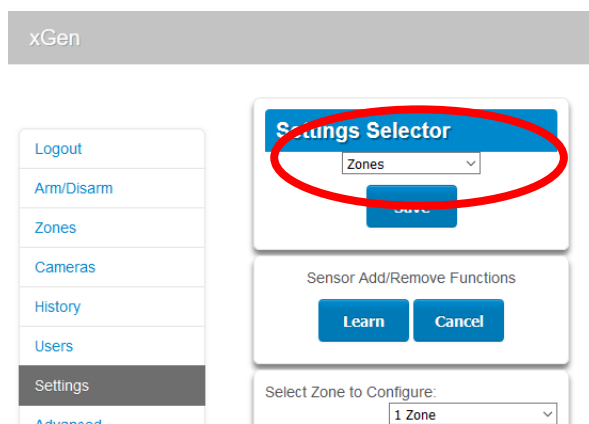 xGen
Logout
Arm/Disarm
Zones
Cameras
History
Users
Settings
Advanced
Settings Selector
Zones
Save
Sensor Add/Remove Functions
Learn Cancel
Select Zone to Configure:
1 Zone